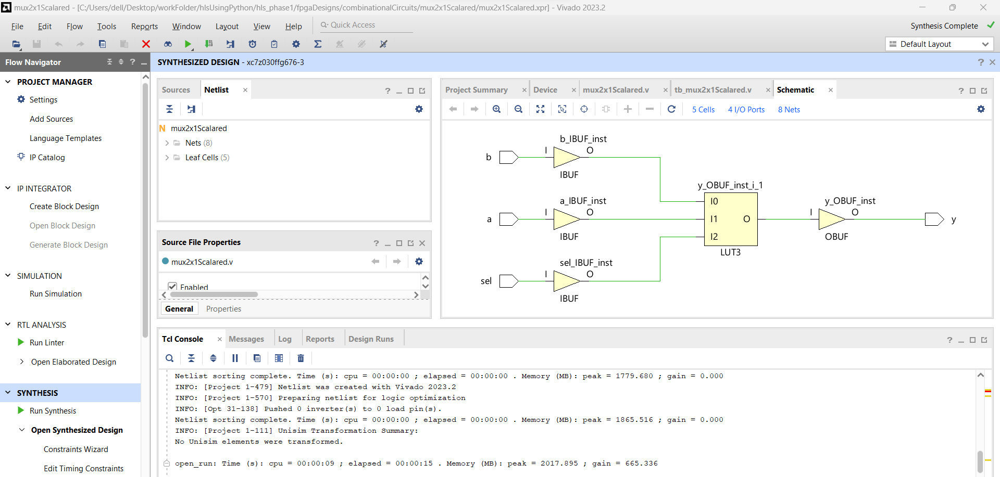 mux2x1Scalared - [C:/Users/dell/Desktop/workFolder/hlsUsingPython/hls_phase1/fpgaDesigns/combinationalCircuits/mux2x1Scalared/mux2x1Scalared.xpr] - Vivado 2023.2
File Edit Flow Tools Reports Window Layout View Help Quick Access
Synthesis Complete
Default Layout
Flow Navigator
SYNTHESIZED DESIGN - xc7z030ffg676-3
PROJECT MANAGER
Settings
Add Sources
Language Templates
IP Catalog
IP INTEGRATOR
Create Block Design
Open Block Design
Generate Block Design
SIMULATION
Run Simulation
RTL ANALYSIS
Run Linter
Open Elaborated Design
SYNTHESIS
Run Synthesis
Open Synthesized Design
Constraints Wizard
Edit Timing Constraints
Sources Netlist
N mux2x1Scalared
Nets (8)
Leaf Cells (5)
Source File Properties
mux2x1Scalared.v
Enabled
General Properties
Project Summary Device mux2x1Scalared.v tb_mux2x1Scalared.v Schematic
5 Cells 4 I/O Ports 8 Nets
b_IBUF_inst
b I O
IBUF
y_OBUF_inst_i_1
a_IBUF_inst
a I O
IBUF
I0
I1 O
I2
LUT3
y_OBUF_inst
I O y
OBUF
sel_IBUF_inst
sel I O
IBUF
Tcl Console Messages Log Reports Design Runs
Netlist sorting complete. Time (s): cpu = 00:00:00 ; elapsed = 00:00:00 . Memory (MB): peak = 1779.680 ; gain = 0.000
INFO: [Project 1-479] Netlist was created with Vivado 2023.2
INFO: [Project 1-570] Preparing netlist for logic optimization
INFO: [Opt 31-138] Pushed 0 inverter(s) to 0 load pin(s).
Netlist sorting complete. Time (s): cpu = 00:00:00 ; elapsed = 00:00:00 . Memory (MB): peak = 1865.516 ; gain = 0.000
INFO: [Project 1-111] Unisim Transformation Summary:
No Unisim elements were transformed.
open_run: Time (s): cpu = 00:00:09 ; elapsed = 00:00:15 . Memory (MB): peak = 2017.895 ; gain = 665.336